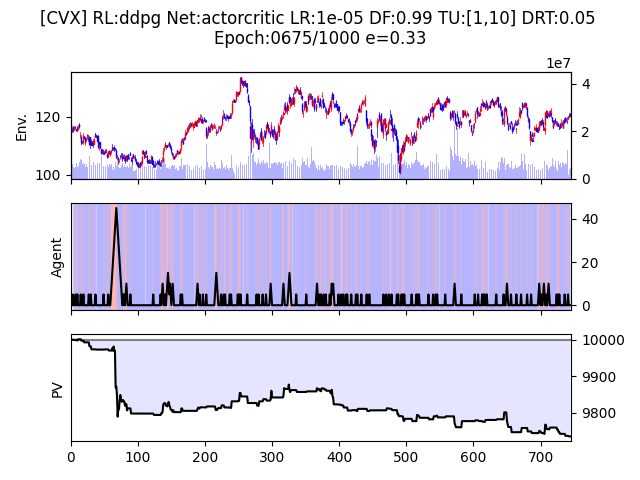 [CVX] RL:ddpg Net:actorcritic LR:1e-05 DF:0.99 TU:[1,10] DRT:0.05
Epoch:0675/1000 e=0.33
1e7
Env.
120
100
4
2
0
Agent
40
20
0
PV
10000
9900
9800
0 100 200 300 400 500 600 700